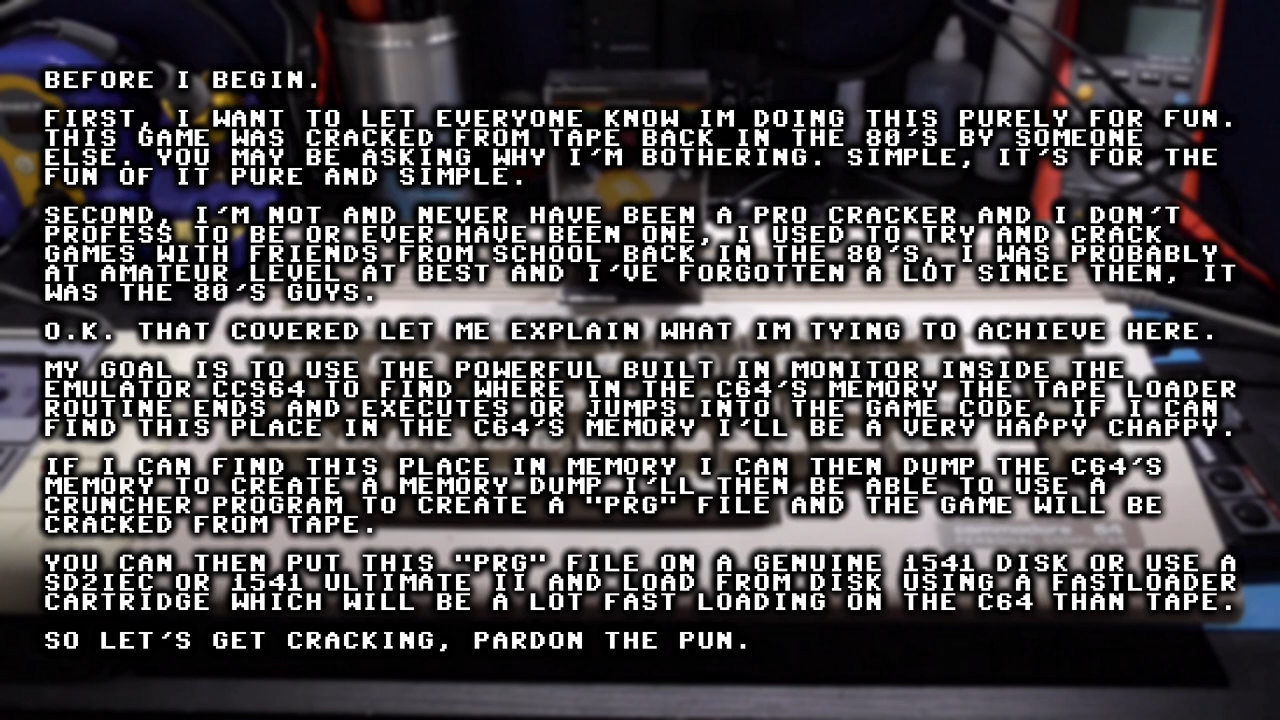 BEFORE I BEGIN.
FIRST, I WANT TO LET EVERYONE KNOW IM DOING THIS PURELY FOR FUN.
THIS GAME WAS CRACKED FROM TAPE BACK IN THE 80'S BY SOMEONE
ELSE. YOU MAY BE ASKING WHY I'M BOTHERING. SIMPLE, IT'S FOR THE
FUN OF IT PURE AND SIMPLE.
SECOND, I'M NOT AND NEVER HAVE BEEN A PRO CRACKER AND I DON'T
PROFESS TO BE OR EVER HAVE BEEN ONE, I USED TO TRY AND CRACK
GAMES WITH FRIENDS FROM SCHOOL BACK IN THE 80'S, I WAS PROBABLY
AT AMATEUR LEVEL AT BEST AND I'VE FORGOTTEN A LOT SINCE THEN, IT
WAS THE 80'S GUYS.
O.K. THAT COVERED LET ME EXPLAIN WHAT IM TYING TO ACHIEVE HERE.
MY GOAL IS TO USE THE POWERFUL BUILT IN MONITOR INSIDE THE
EMULATOR CCS64 TO FIND WHERE IN THE C64'S MEMORY THE TAPE LOADER
ROUTINE ENDS AND EXECUTES OR JUMPS INTO THE GAME CODE, IF I CAN
FIND THIS PLACE IN THE C64'S MEMORY I'LL BE A VERY HAPPY CHAPPY.
IF I CAN FIND THIS PLACE IN MEMORY I CAN THEN DUMP THE C64'S
MEMORY TO CREATE A MEMORY DUMP I'LL THEN BE ABLE TO USE A
CRUNCHER PROGRAM TO CREATE A "PRG" FILE AND THE GAME WILL BE
CRACKED FROM TAPE.
YOU CAN THEN PUT THIS "PRG" FILE ON A GENUINE 1541 DISK OR USE A
SD2IEC OR 1541 ULTIMATE II AND LOAD FROM DISK USING A FASTLOADER
CARTRIDGE WHICH WILL BE A LOT FAST LOADING ON THE C64 THAN TAPE.
SO LET'S GET CRACKING, PARDON THE PUN.